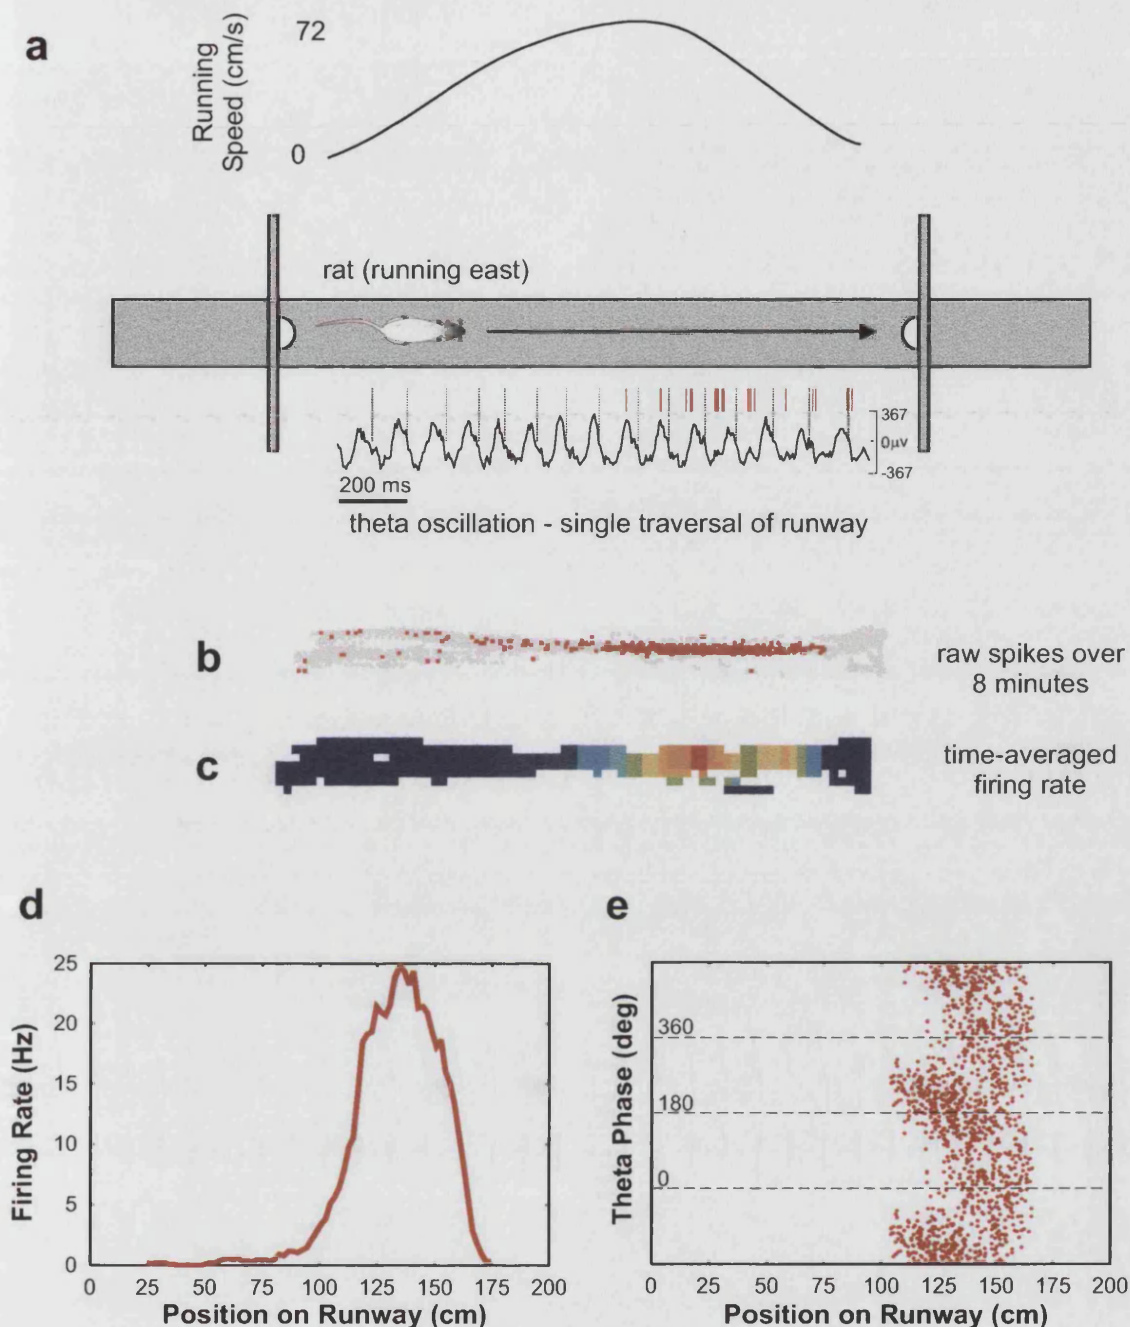 a
Running
Speed (cm/s)
72
0
rat (running east)
367
0μv
-367
200 ms
theta oscillation - single traversal of runway
b
raw spikes over
8 minutes
c
time-averaged
firing rate
d
Firing Rate (Hz)
25
20
15
10
5
0
0 25 50 75 100 125 150 175 200
Position on Runway (cm)
e
Theta Phase (deg)
360
180
0
0 25 50 75 100 125 150 175 200
Position on Runway (cm)